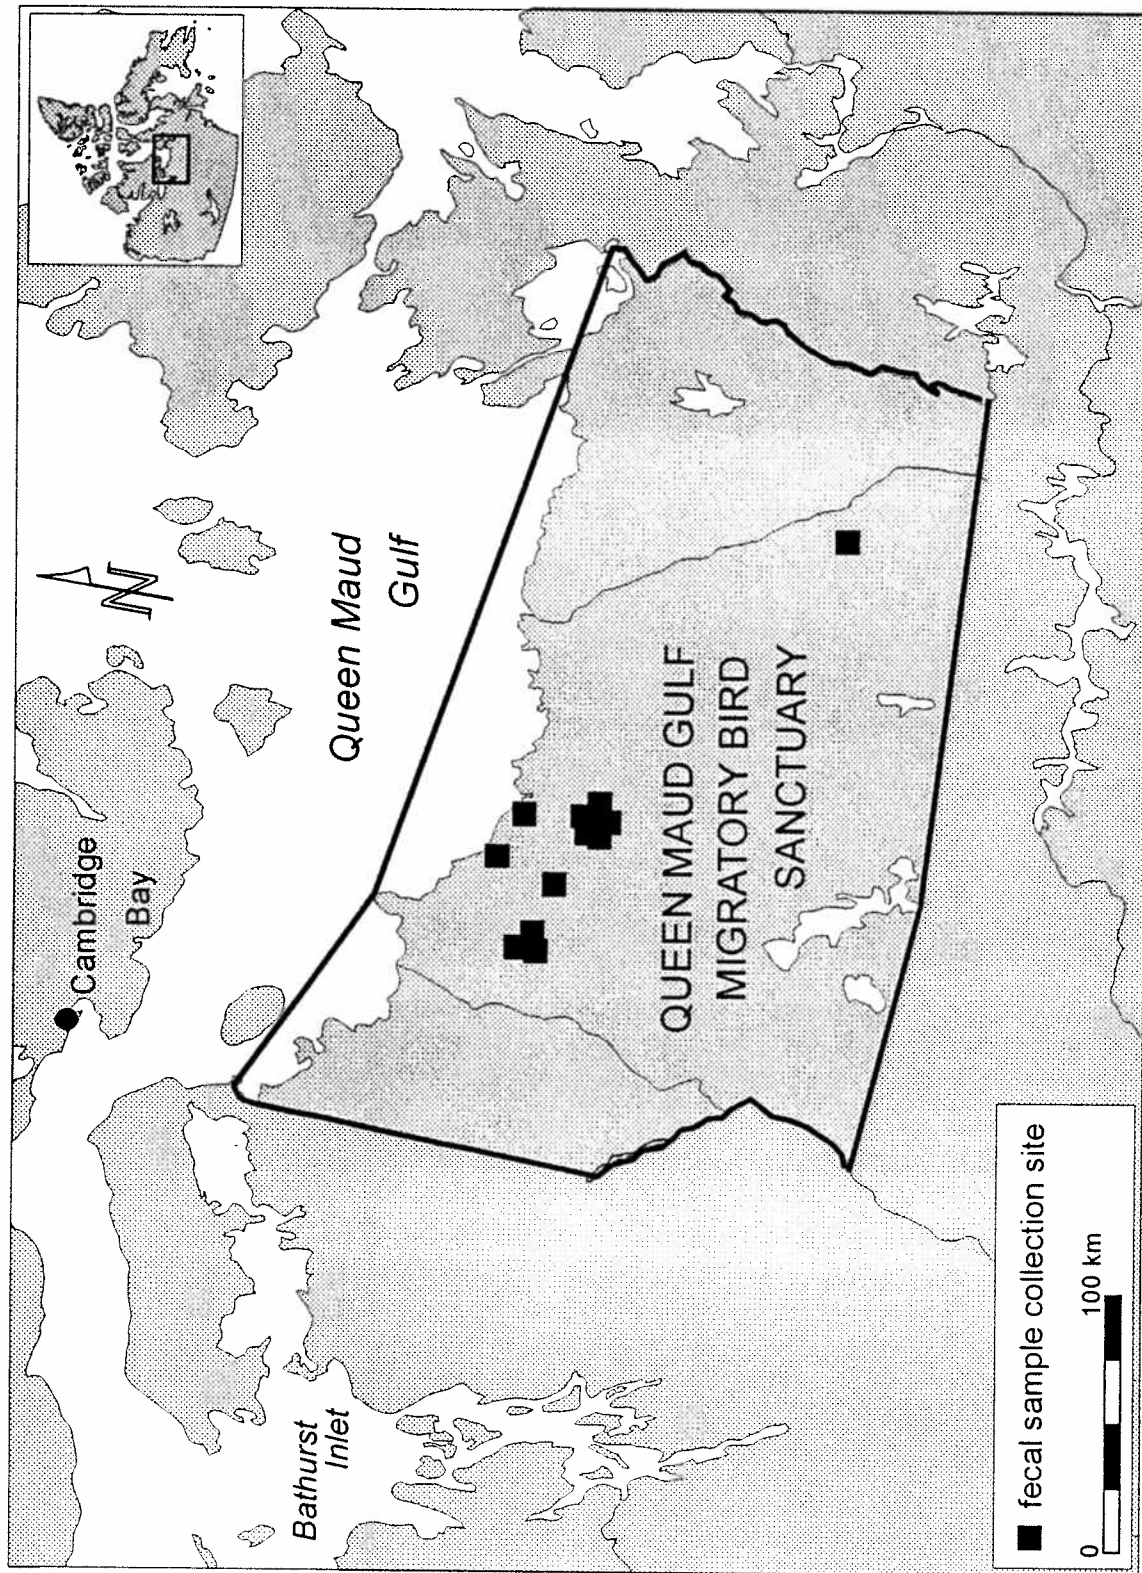 Cambridge
Bay
N
Queen Maud
Gulf
Bathurst
Inlet
QUEEN MAUD GULF
MIGRATORY BIRD
SANCTUARY
fecal sample collection site
0
100 km